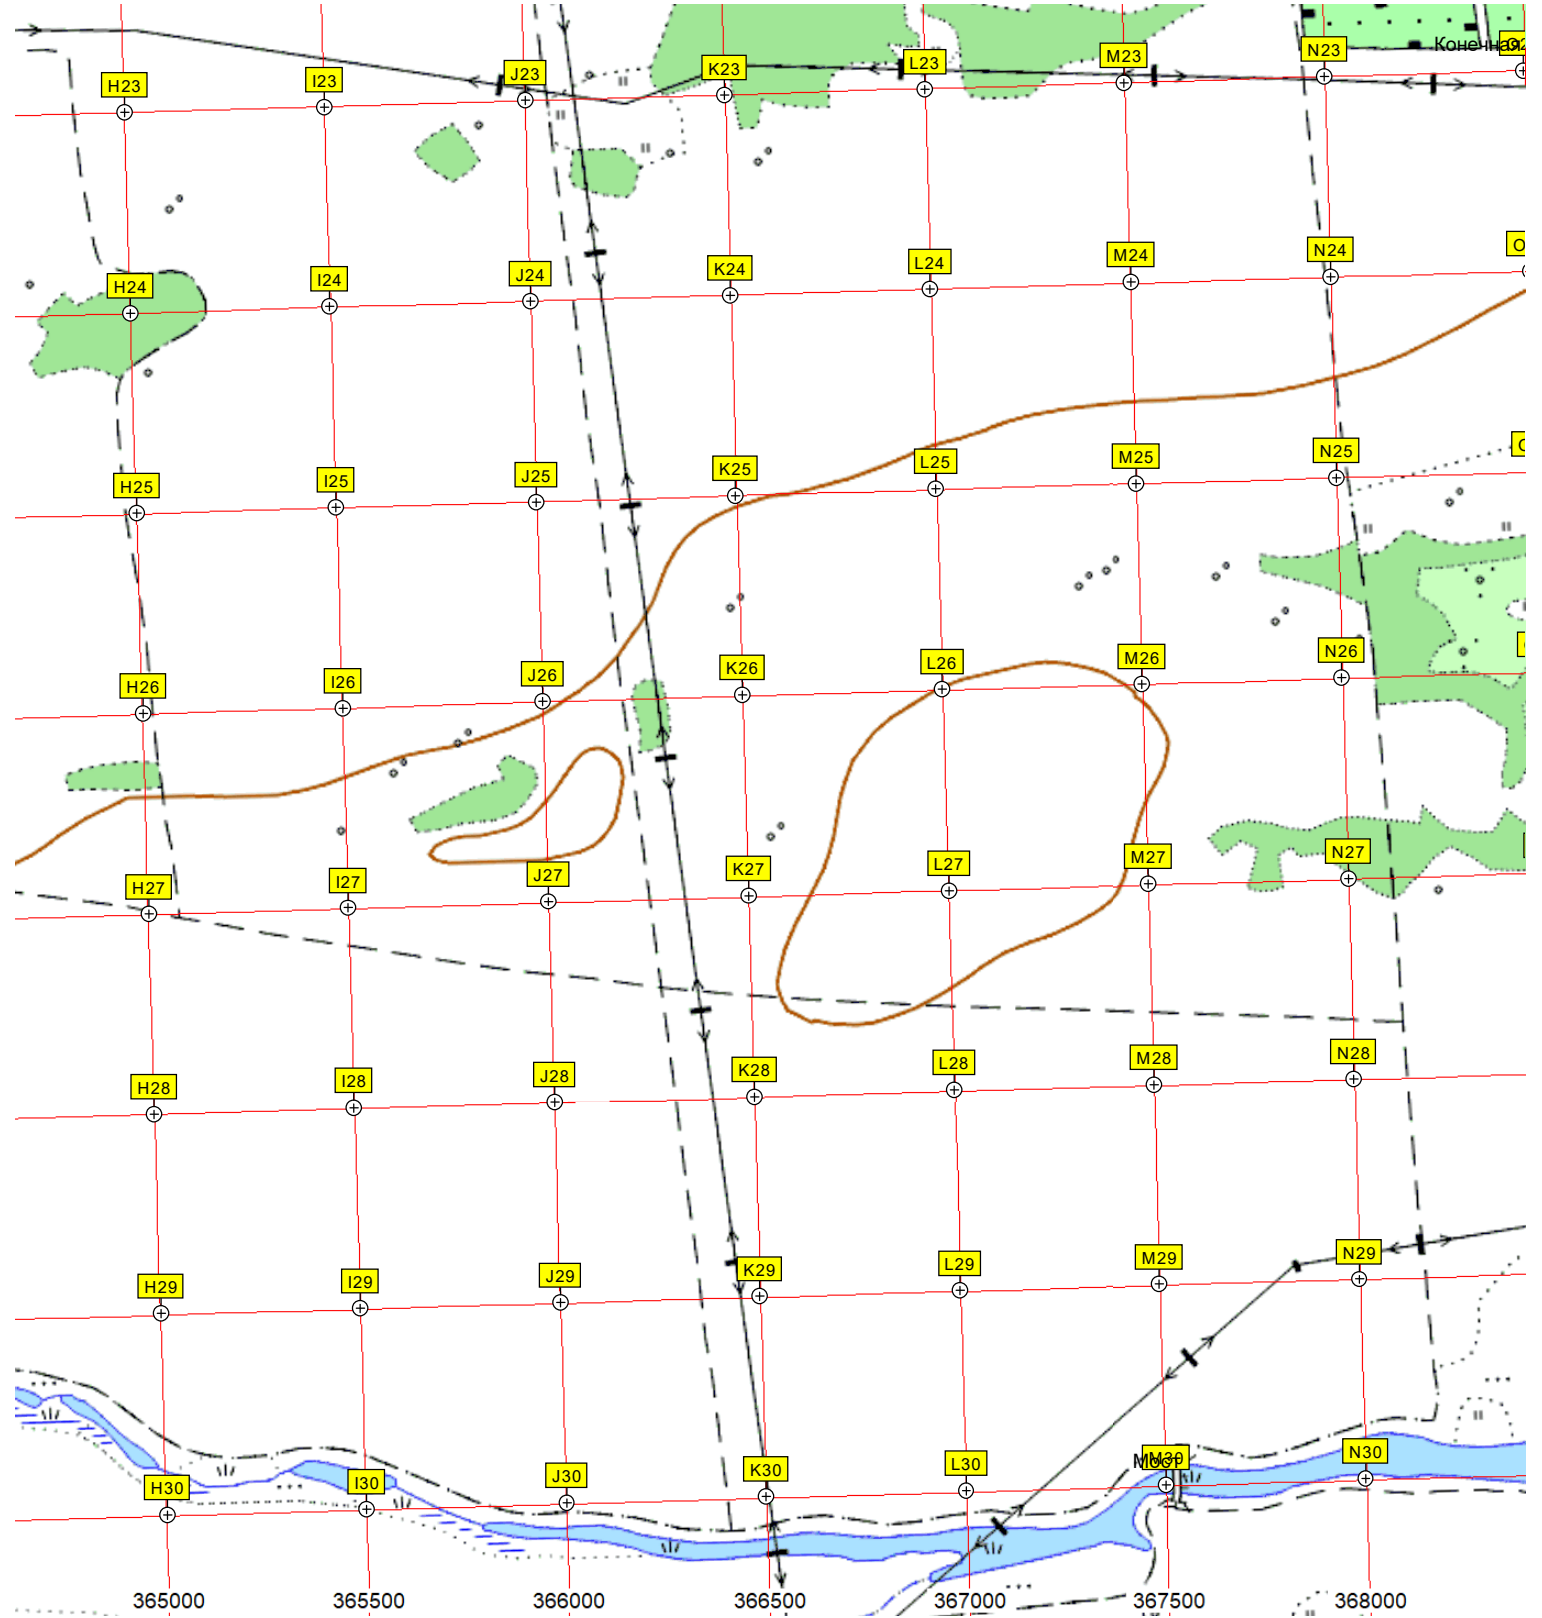 Конечная
H23 I23 J23 K23 L23 M23 N23
H24 I24 J24 K24 L24 M24 N24 O
H25 I25 J25 K25 L25 M25 N25
H26 I26 J26 K26 L26 M26 N26
H27 I27 J27 K27 L27 M27 N27
H28 I28 J28 K28 L28 M28 N28
H29 I29 J29 K29 L29 M29 N29
H30 I30 J30 K30 L30 M30 N30
Мост
365000 365500 366000 366500 367000 367500 368000